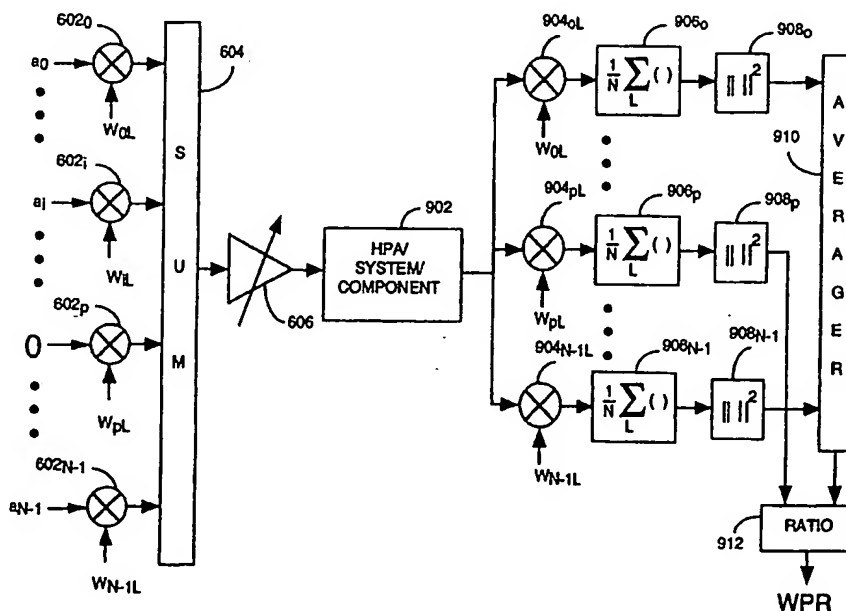 602₀
a₀
W₀L
604
602ᵢ
aᵢ
WᵢL
602ₚ
0
WₚL
602N-1
aN-1
WN-1L
S
U
M
606
902
HPA/
SYSTEM/
COMPONENT
904₀L
W₀L
906₀
1/N ∑ ( )
L
908₀
|| ||²
904ₚL
WₚL
906ₚ
1/N ∑ ( )
L
908ₚ
|| ||²
904N-1L
WN-1L
906N-1
1/N ∑ ( )
L
908N-1
|| ||²
910
A
V
E
R
A
G
E
R
912
RATIO
WPR